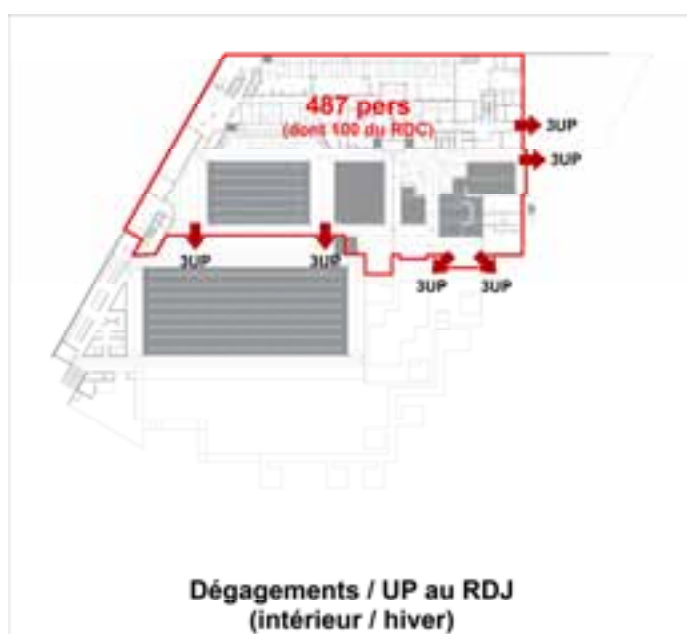 487 pers
(dont 100 du RDC)
3UP
3UP
3UP
3UP
3UP
3UP
Dégagements / UP au RDJ
(intérieur / hiver)